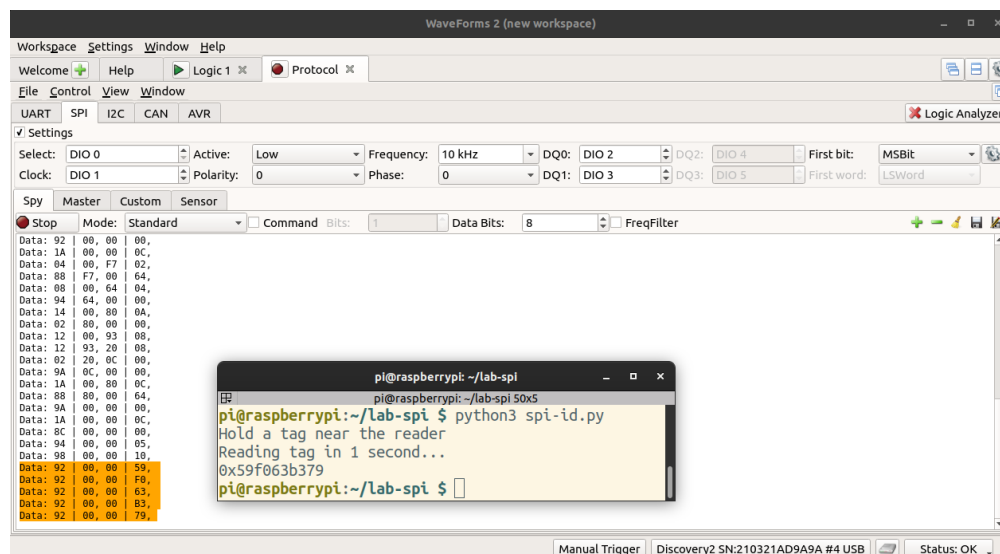 WaveForms 2 (new workspace)
Workspace Settings Window Help
Welcome Help Logic 1 Protocol
File Control View Window
UART SPI I2C CAN AVR Logic Analyzer
Settings
Select: DIO 0 Active: Low Frequency: 10 kHz DQ0: DIO 2 DQ2: DIO 4 First bit: MSBit
Clock: DIO 1 Polarity: 0 Phase: 0 DQ1: DIO 3 DQ3: DIO 5 First word: LSWord
Spy Master Custom Sensor
Stop Mode: Standard Command Bits: 1 Data Bits: 8 FreqFilter
Data: 92 | 00, 00 | 00,
Data: 1A | 00, 00 | 0C,
Data: 04 | 00, F7 | 02,
Data: 88 | F7, 00 | 64,
Data: 08 | 00, 64 | 04,
Data: 94 | 64, 00 | 00,
Data: 14 | 00, 80 | 0A,
Data: 02 | 80, 00 | 00,
Data: 12 | 00, 93 | 08,
Data: 12 | 93, 20 | 08,
Data: 02 | 20, 0C | 00,
Data: 9A | 0C, 00 | 00,
Data: 1A | 00, 80 | 0C,
Data: 88 | 80, 00 | 64,
Data: 9A | 00, 00 | 00,
Data: 1A | 00, 00 | 0C,
Data: 8C | 00, 00 | 00,
Data: 94 | 00, 00 | 05,
Data: 98 | 00, 00 | 10,
Data: 92 | 00, 00 | 59,
Data: 92 | 00, 00 | F0,
Data: 92 | 00, 00 | 63,
Data: 92 | 00, 00 | B3,
Data: 92 | 00, 00 | 79,
pi@raspberrypi: ~/lab-spi
pi@raspberrypi: ~/lab-spi 50x5
pi@raspberrypi:~/lab-spi $ python3 spi-id.py
Hold a tag near the reader
Reading tag in 1 second...
0x59f063b379
pi@raspberrypi:~/lab-spi $
Manual Trigger Discovery2 SN:210321AD9A9A #4 USB Status: OK